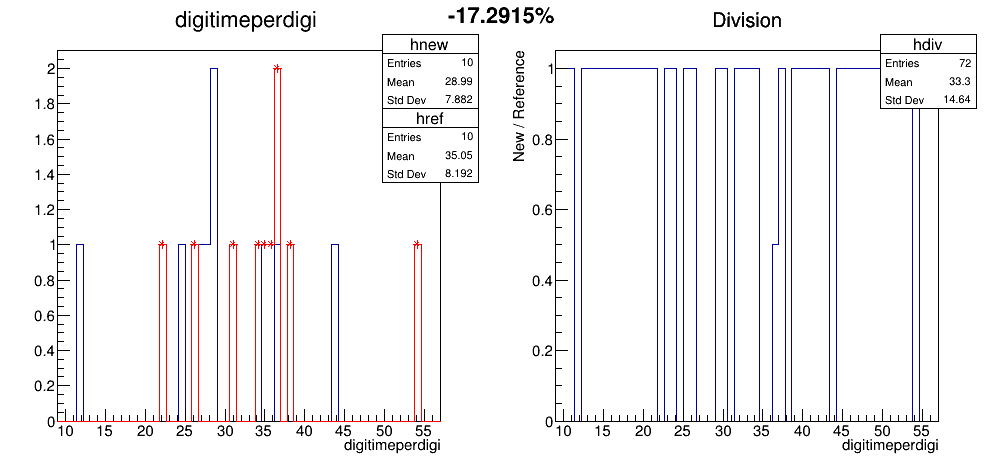 -17.2915%
digitimeperdigi
hnew
Entries 10
Mean 28.99
Std Dev 7.882
href
Entries 10
Mean 35.05
Std Dev 8.192
2
1.8
1.6
1.4
1.2
1
0.8
0.6
0.4
0.2
0
10 15 20 25 30 35 40 45 50 55
digitimeperdigi
Division
hdiv
Entries 72
Mean 33.3
Std Dev 14.64
New / Reference
1
0.8
0.6
0.4
0.2
0
10 15 20 25 30 35 40 45 50 55
digitimeperdigi